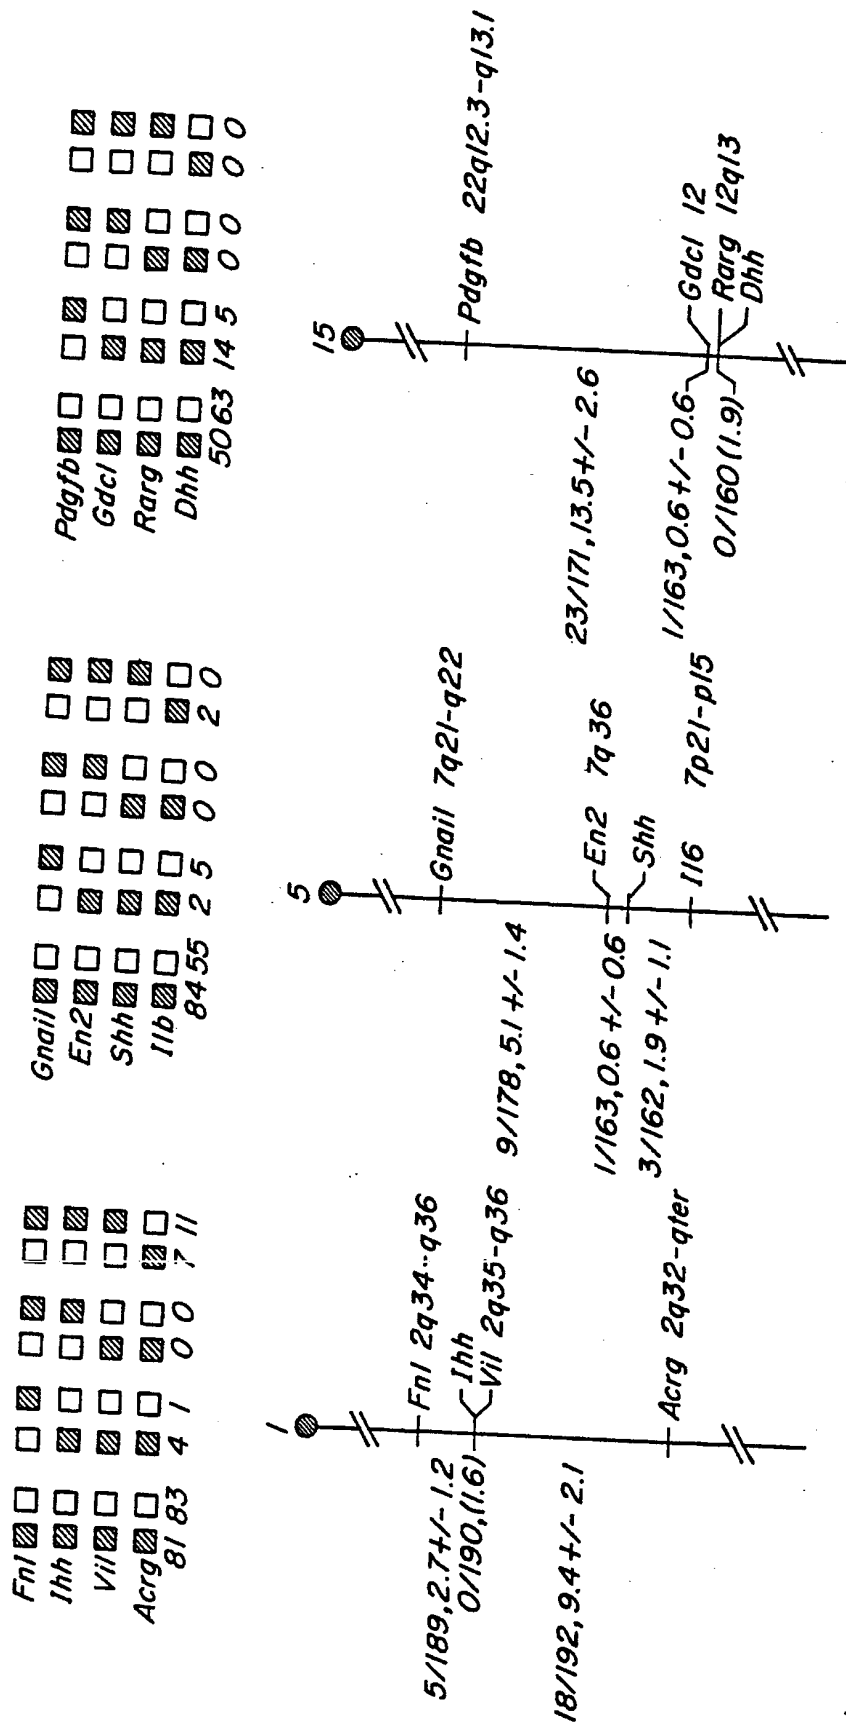 Fn1
Ihh
Vil
Acrg
81 83 4 1 0 0 7 11
Gnail
En2
Shh
Ilb
84 55 2 5 0 0 2 0
Pdgfb
Gdcl
Rarg
Dhh
50 63 14 5 0 0 0 0
1
Fn1 2q34-q36
5/189, 2.7 +/- 1.2
Ihh
0/190, (1.6)
Vil 2q35-q36
18/192, 9.4 +/- 2.1
Acrg 2q32-qter
5
Gnail 7q21-q22
9/178, 5.1 +/- 1.4
En2 7q36
1/163, 0.6 +/- 0.6
Shh
3/162, 1.9 +/- 1.1
Il6 7p21-p15
15
Pdgfb 22q12.3-q13.1
23/171, 13.5 +/- 2.6
Gdcl 12
1/163, 0.6 +/- 0.6
Rarg 12q13
0/160 (1.9)
Dhh